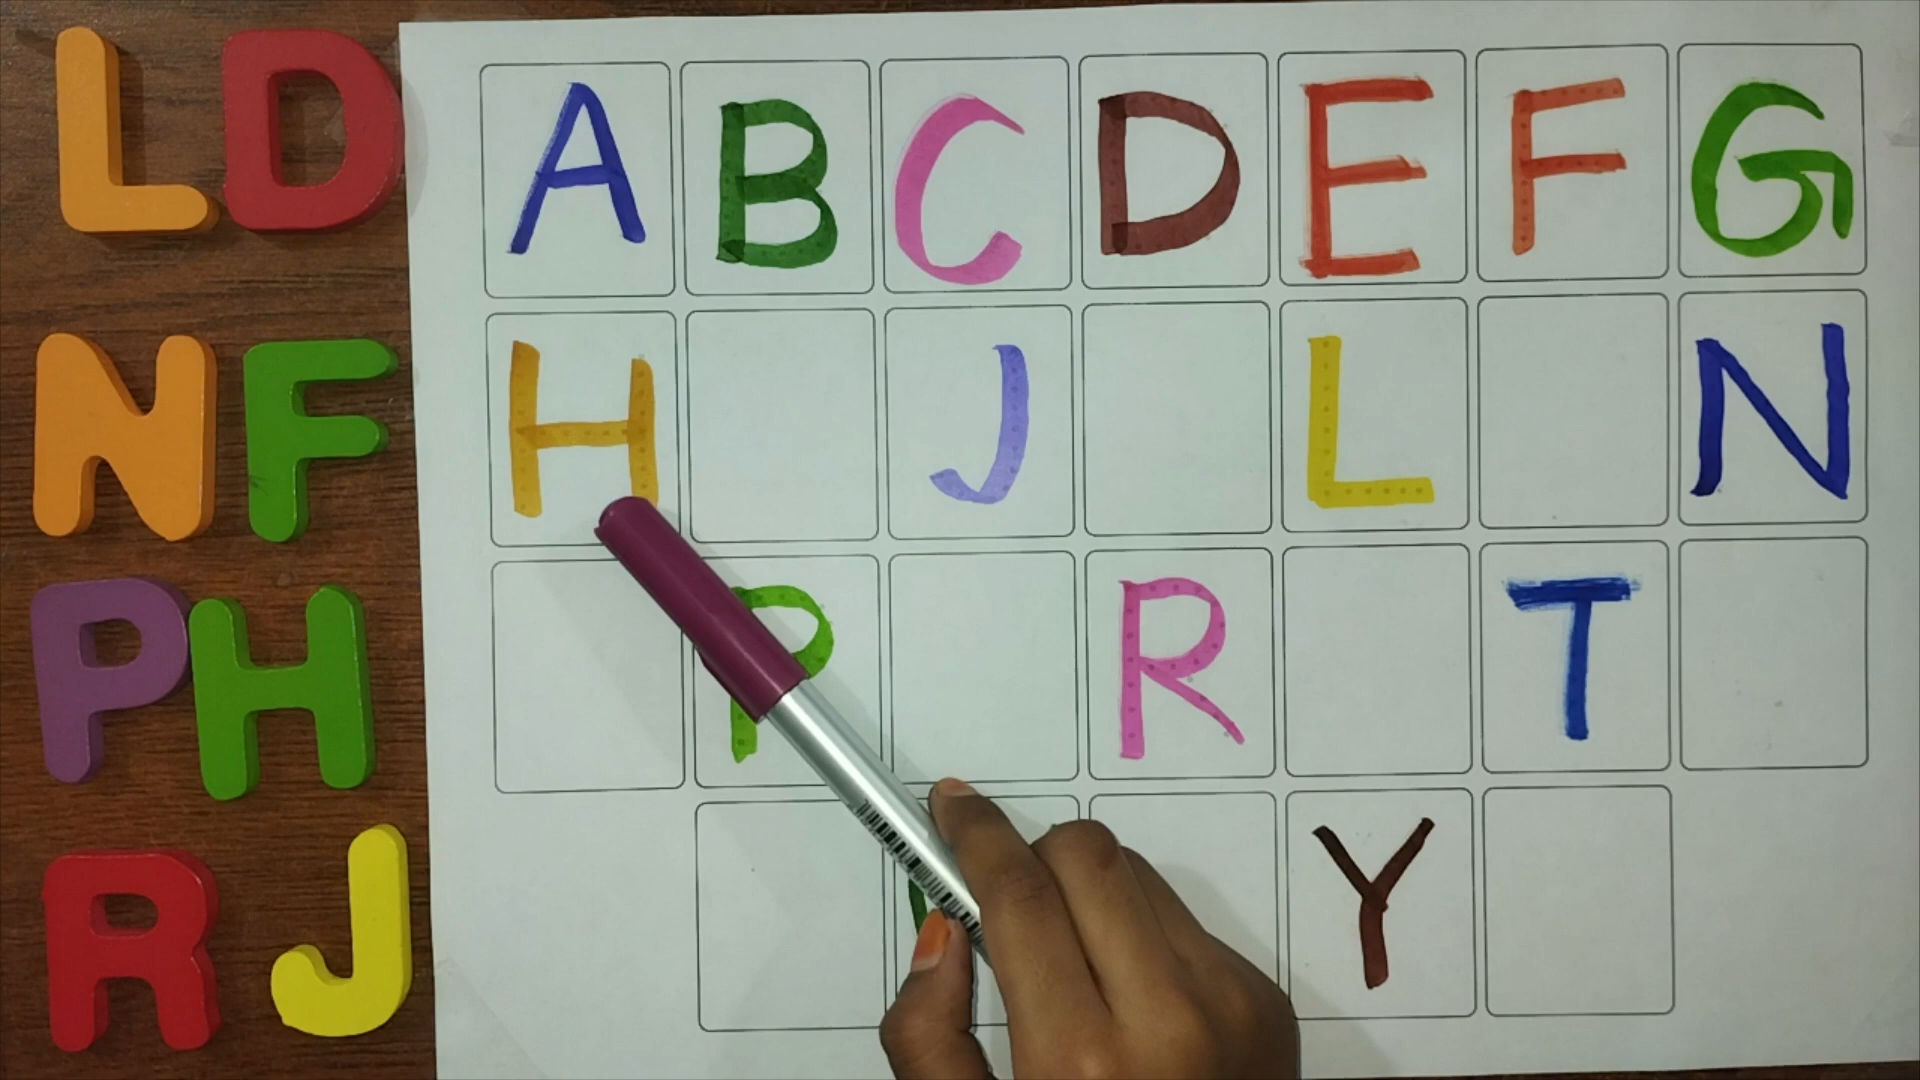 L D
N F
P H
R J
A B C D E F G
H J L N
P R T
Y